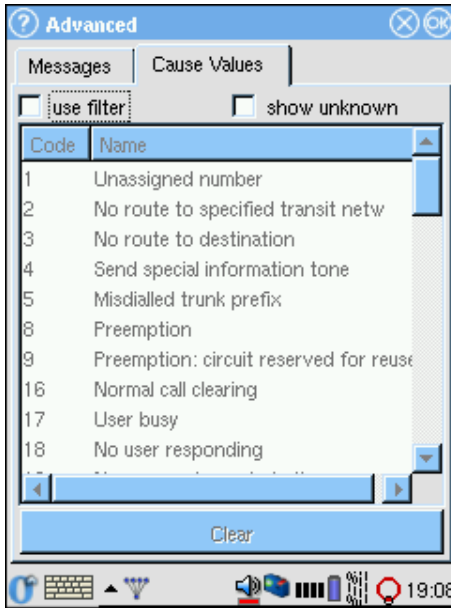 ? Advanced OK
Messages Cause Values
use filter show unknown
Code Name
1 Unassigned number
2 No route to specified transit netw
3 No route to destination
4 Send special information tone
5 Misdialled trunk prefix
8 Preemption
9 Preemption: circuit reserved for reuse
16 Normal call clearing
17 User busy
18 No user responding
Clear
19:08